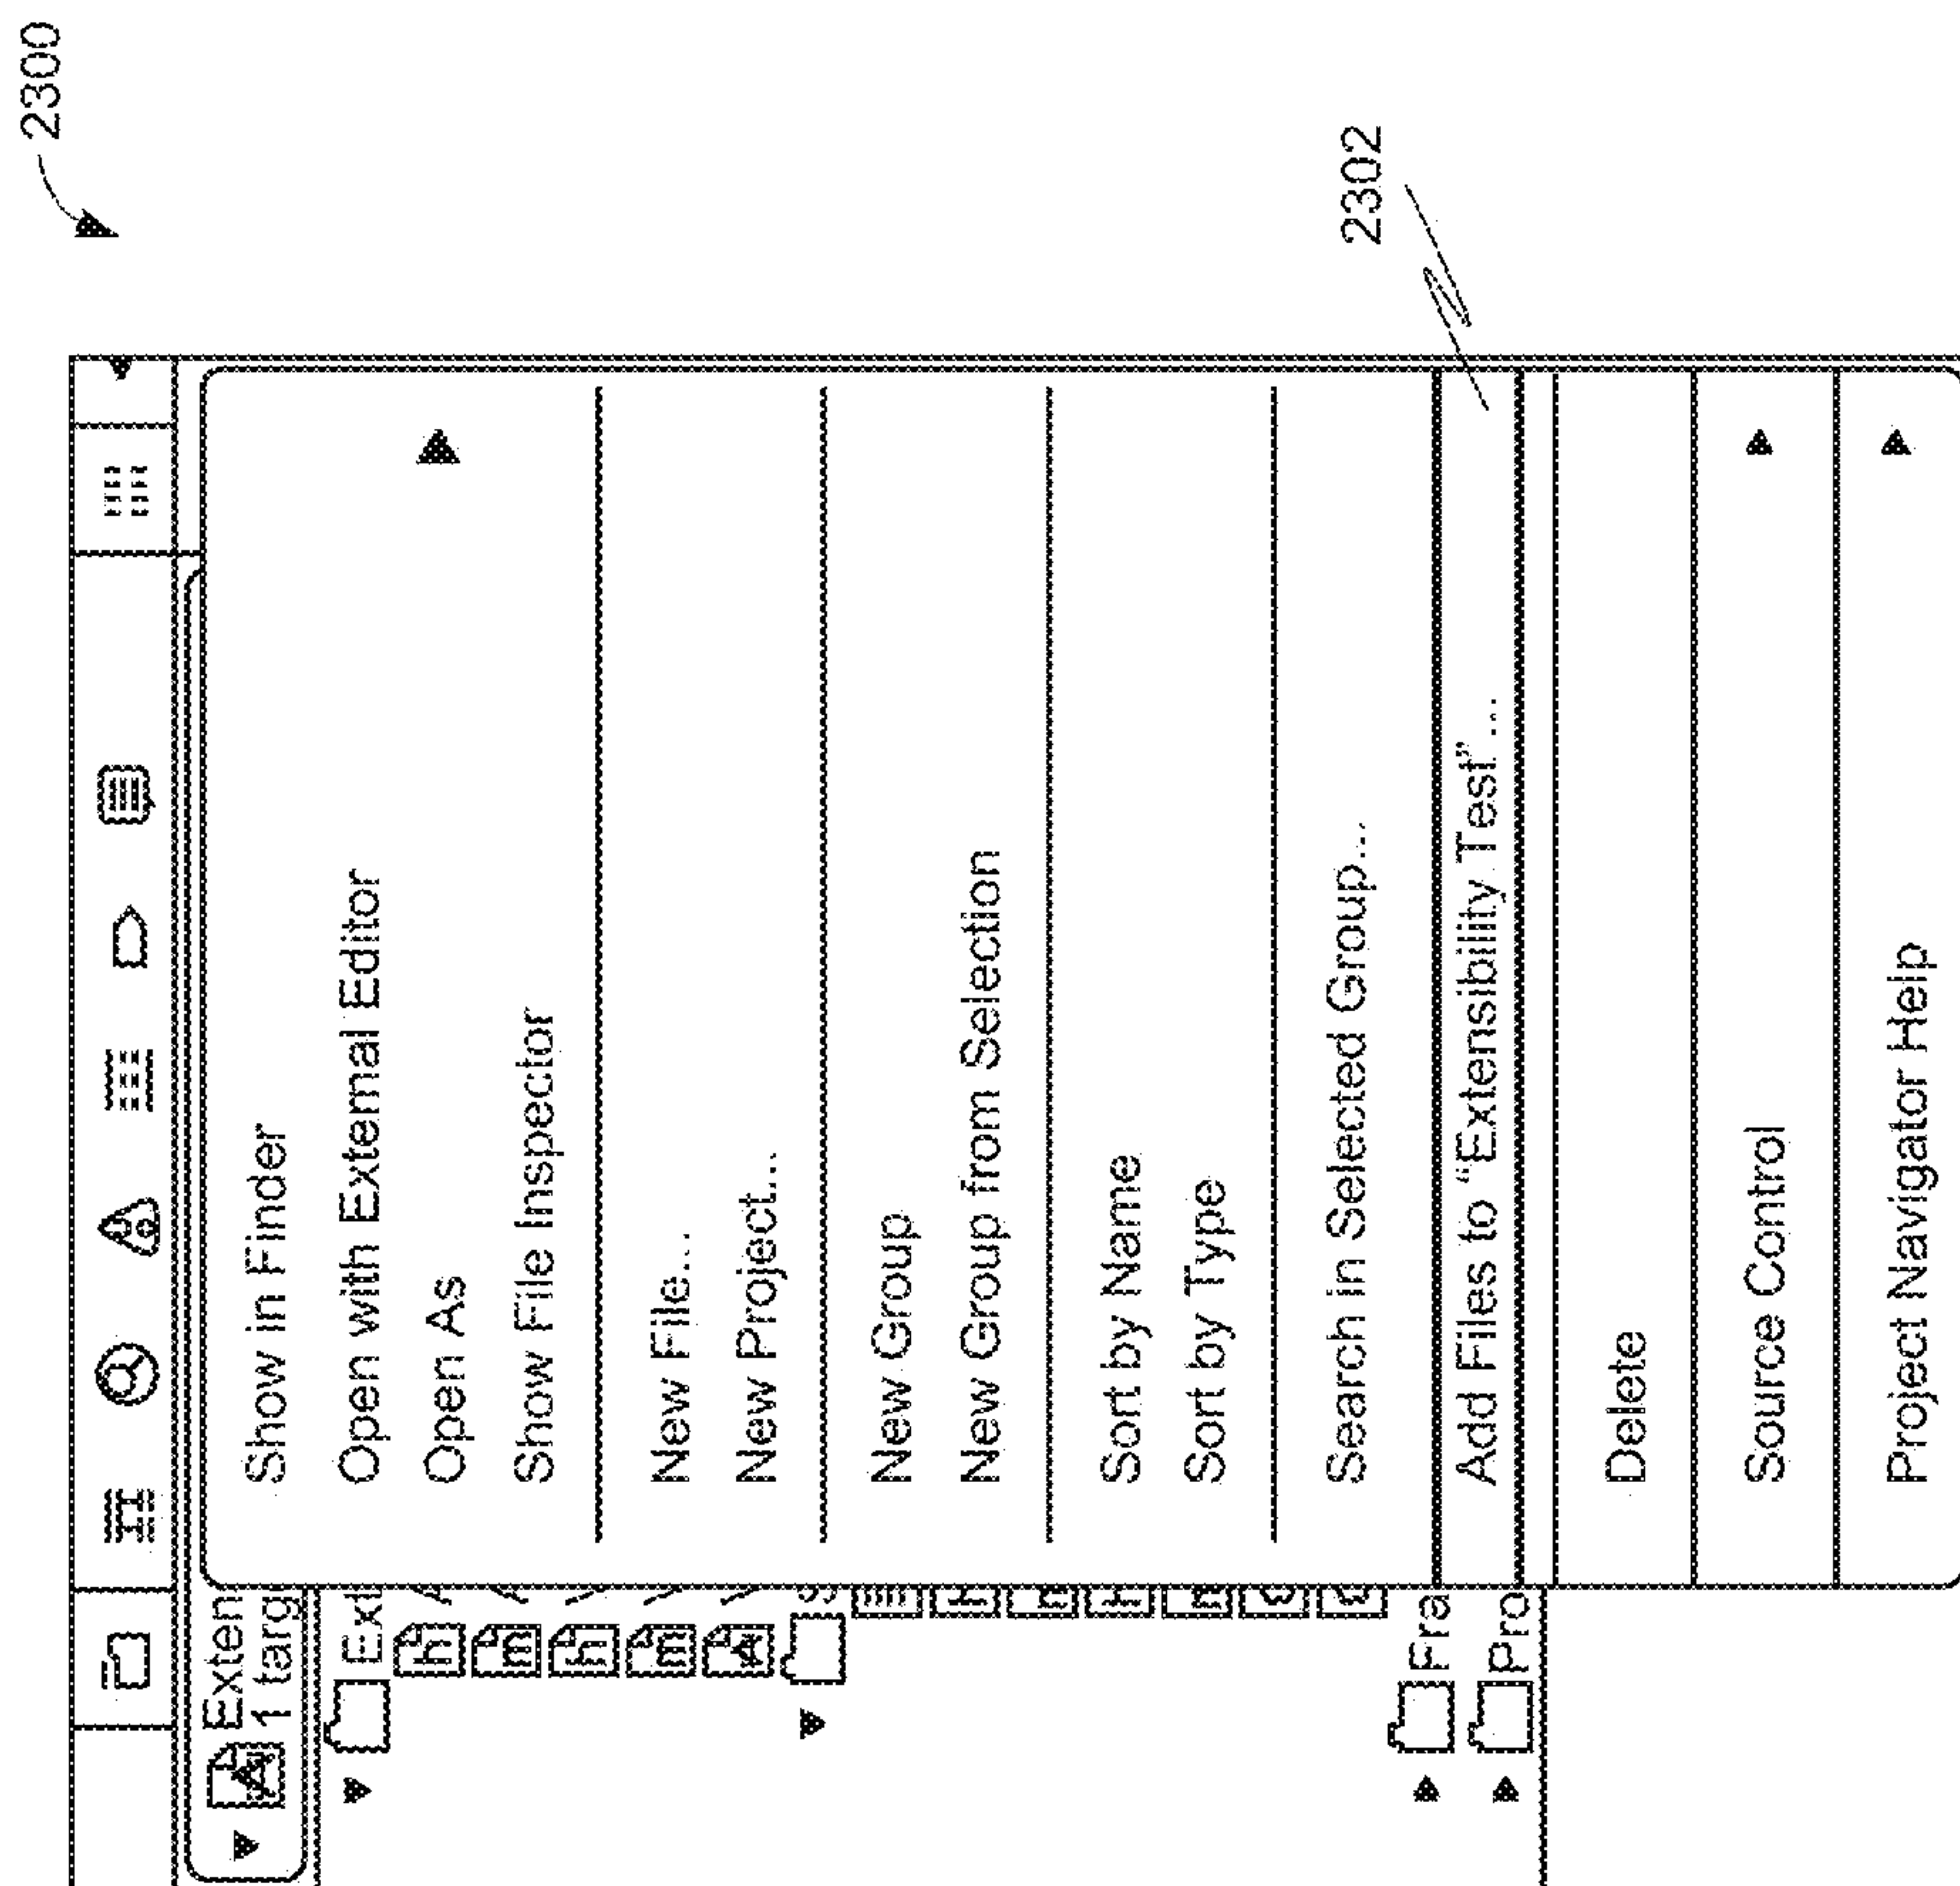 2300
Exten
1 targ
Ext
h
m
h
m
A
Fra
Pro
Show in Finder
Open with External Editor
Open As
Show File Inspector
New File...
New Project...
New Group
New Group from Selection
Sort by Name
Sort by Type
Search in Selected Group...
Add Files to “Extensibility Test”...
2302
Delete
Source Control
Project Navigator Help